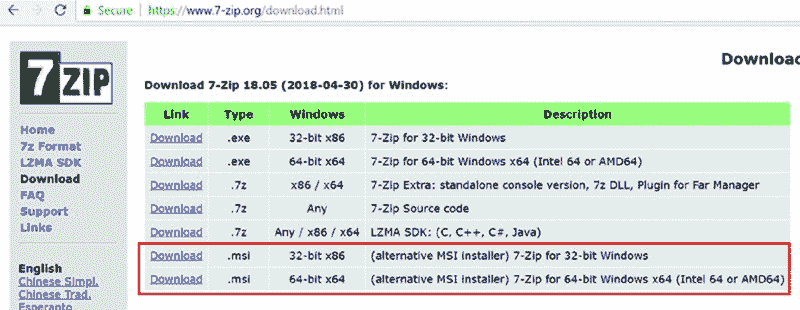 Secure https://www.7-zip.org/download.html
7ZIP
Home
7z Format
LZMA SDK
Download
FAQ
Support
Links
English
Chinese Simpl.
Chinese Trad.
Esperanto
Download
Download 7-Zip 18.05 (2018-04-30) for Windows:
Link Type Windows Description
Download .exe 32-bit x86 7-Zip for 32-bit Windows
Download .exe 64-bit x64 7-Zip for 64-bit Windows x64 (Intel 64 or AMD64)
Download .7z x86 / x64 7-Zip Extra: standalone console version, 7z DLL, Plugin for Far Manager
Download .7z Any 7-Zip Source code
Download .7z Any / x86 / x64 LZMA SDK: (C, C++, C#, Java)
Download .msi 32-bit x86 (alternative MSI installer) 7-Zip for 32-bit Windows
Download .msi 64-bit x64 (alternative MSI installer) 7-Zip for 64-bit Windows x64 (Intel 64 or AMD64)